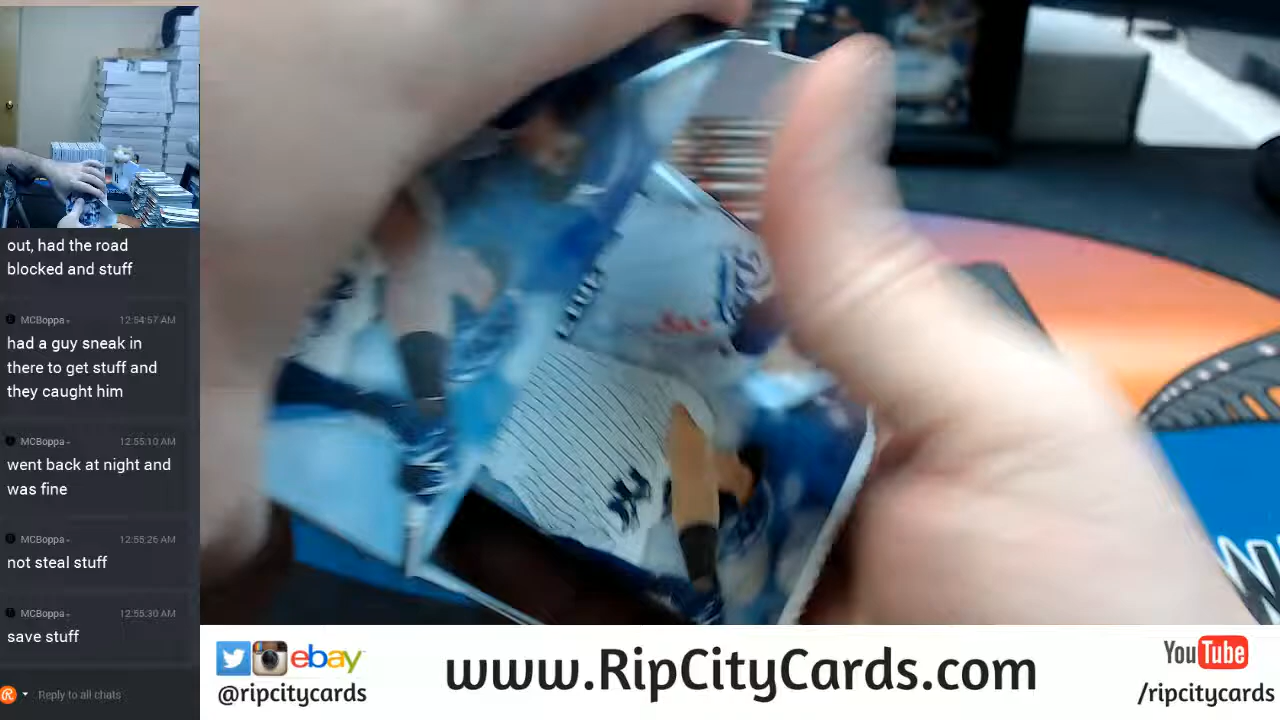 out, had the road
blocked and stuff
MCBoppa 12:54:57 AM
had a guy sneak in
there to get stuff and
they caught him
MCBoppa 12:55:10 AM
went back at night and
was fine
MCBoppa 12:55:26 AM
not steal stuff
MCBoppa 12:55:30 AM
save stuff
Reply to all chats
ebay
@ripcitycards
www.RipCityCards.com
YouTube
/ripcitycards